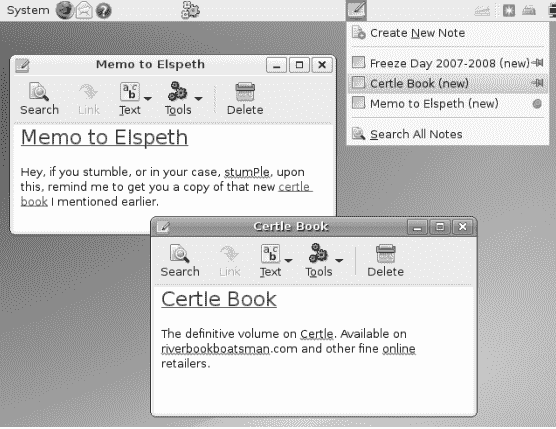 System
Create New Note
Freeze Day 2007-2008 (new)
Certle Book (new)
Memo to Elspeth (new)
Search All Notes
Memo to Elspeth
Search Link Text Tools Delete
Memo to Elspeth
Hey, if you stumble, or in your case, stumPle, upon
this, remind me to get you a copy of that new certle
book I mentioned earlier.
Certle Book
Search Link Text Tools Delete
Certle Book
The definitive volume on Certle. Available on
riverbookboatsman.com and other fine online
retailers.